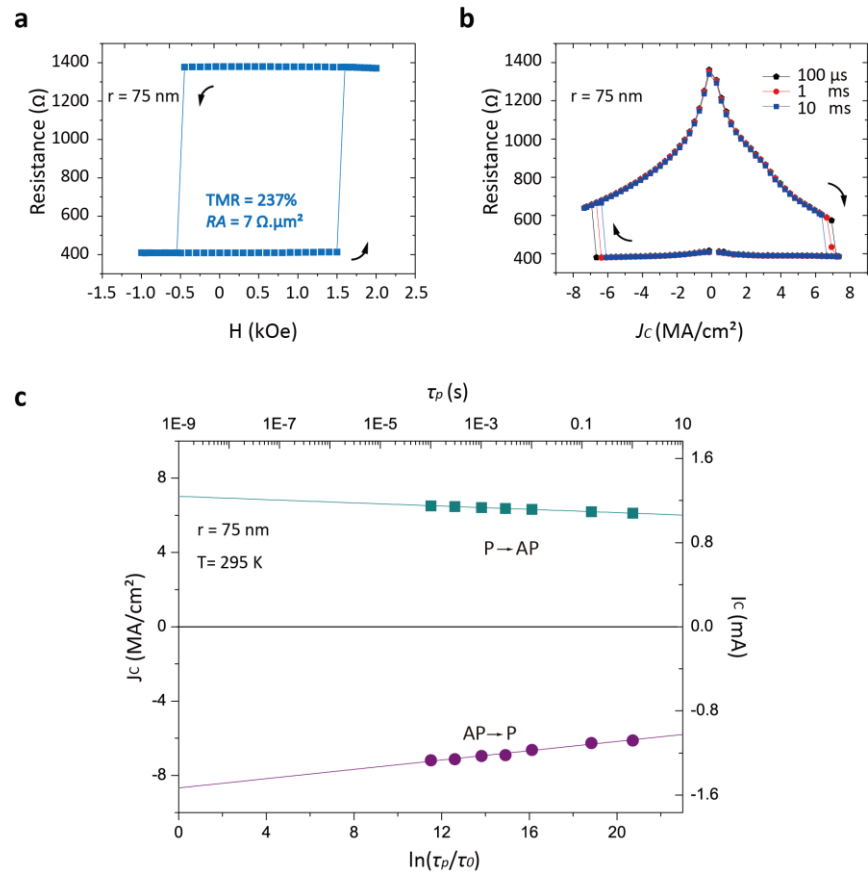 a
1400
1200
1000
800
600
400
Resistance (Ω)
r = 75 nm
TMR = 237%
RA = 7 Ω.µm²
-1.5 -1.0 -0.5 0 0.5 1.0 1.5 2.0 2.5
H (kOe)
b
1400
1200
1000
800
600
400
Resistance (Ω)
r = 75 nm
100 µs
1 ms
10 ms
-8 -6 -4 -2 0 2 4 6 8
JC (MA/cm²)
c
τp (s)
1E-9 1E-7 1E-5 1E-3 0.1 10
8
4
0
-4
-8
JC (MA/cm²)
r = 75 nm
T= 295 K
P→AP
AP→P
1.6
0.8
0.0
-0.8
-1.6
IC (mA)
0 4 8 12 16 20
ln(τp/τ0)